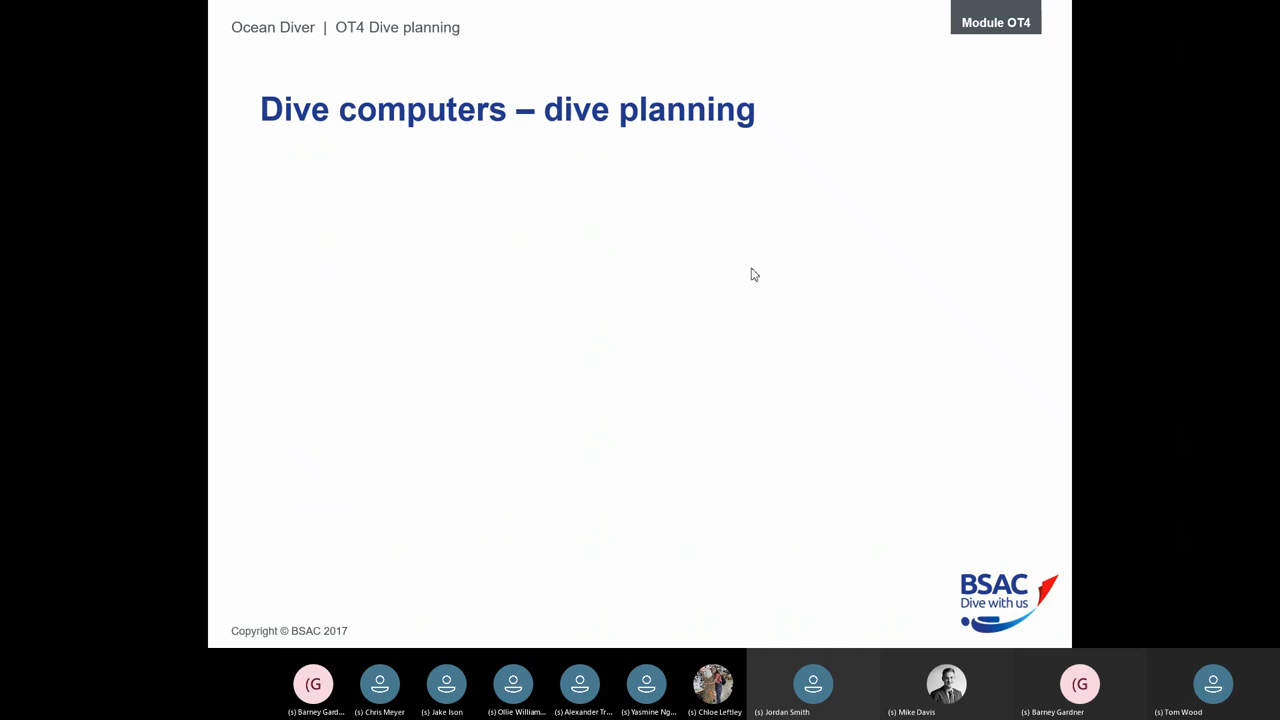 Ocean Diver | OT4 Dive planning
Module OT4
Dive computers – dive planning
BSAC
Dive with us
Copyright © BSAC 2017
(G
(G
(s) Barney Gard...
(s) Chris Meyer
(s) Jake Ison
(s) Ollie William...
(s) Alexander Tr...
(s) Yasmine Ng...
(s) Chloe Leftley
(s) Jordan Smith
(s) Mike Davis
(s) Barney Gardner
(s) Tom Wood